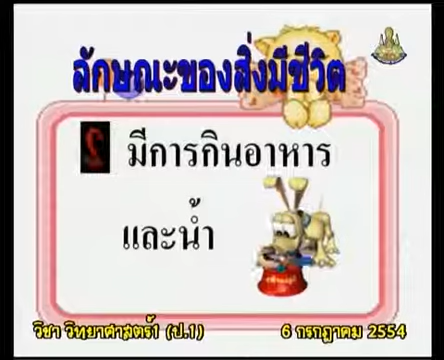 ลักษณะของสิ่งมีชีวิต
2 มีการกินอาหาร
และน้ำ
วิชา วิทยาศาสตร์1 (ป.1)
6 กรกฎาคม 2554